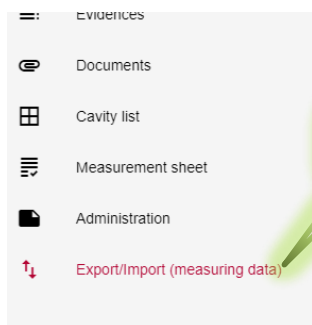 Evidences
Documents
Cavity list
Measurement sheet
Administration
Export/Import (measuring data)